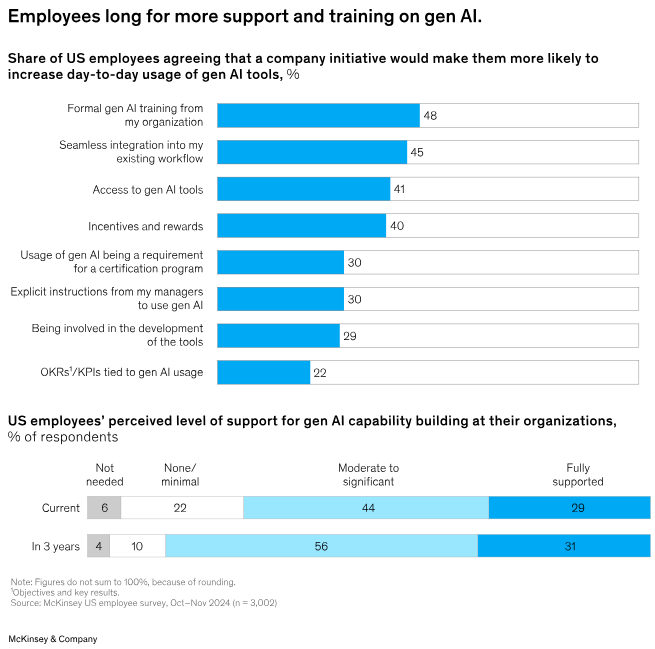 Employees long for more support and training on gen AI.
Share of US employees agreeing that a company initiative would make them more likely to
increase day-to-day usage of gen AI tools, %
Formal gen AI training from
my organization
48
Seamless integration into my
existing workflow
45
Access to gen AI tools
41
Incentives and rewards
40
Usage of gen AI being a requirement
for a certification program
30
Explicit instructions from my managers
to use gen AI
30
Being involved in the development
of the tools
29
OKRs¹/KPIs tied to gen AI usage
22
US employees' perceived level of support for gen AI capability building at their organizations,
% of respondents
Not
needed
None/
minimal
Moderate to
significant
Fully
supported
Current 6 22 44 29
In 3 years 4 10 56 31
Note: Figures do not sum to 100%, because of rounding.
¹Objectives and key results.
Source: McKinsey US employee survey, Oct–Nov 2024 (n = 3,002)
McKinsey & Company